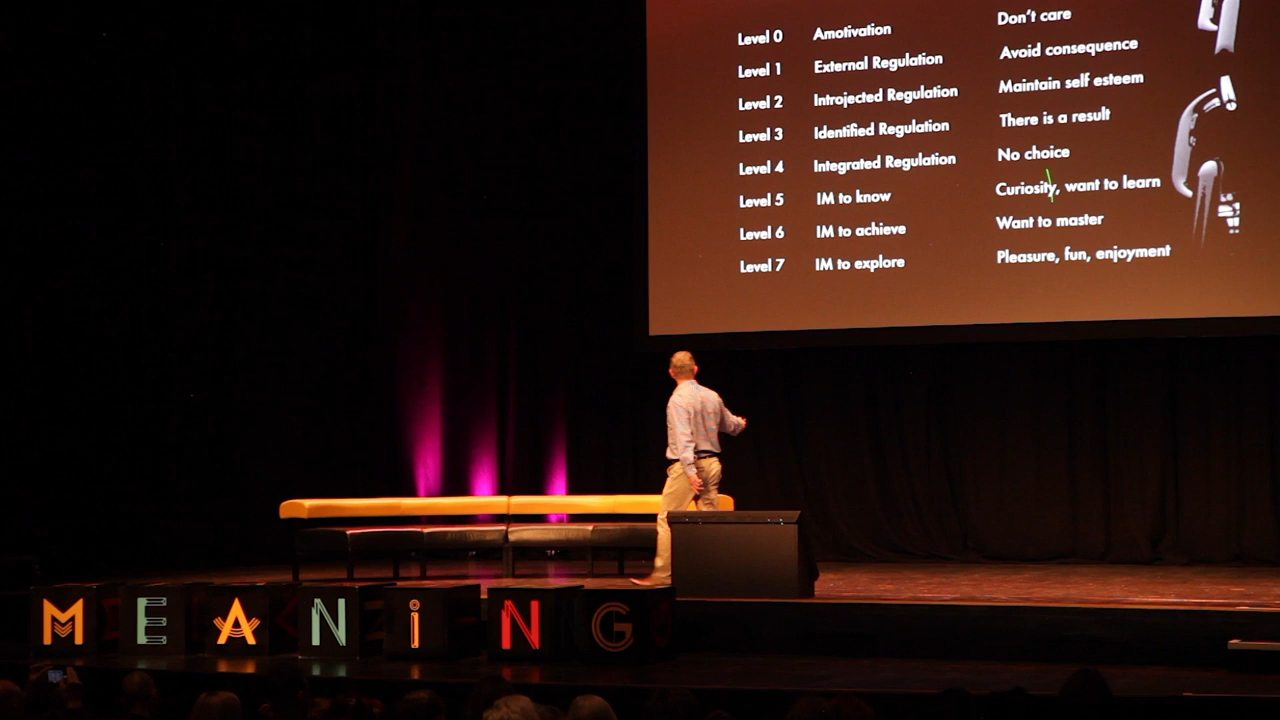 Level 0 Amotivation Don't care
Level 1 External Regulation Avoid consequence
Level 2 Introjected Regulation Maintain self esteem
Level 3 Identified Regulation There is a result
Level 4 Integrated Regulation No choice
Level 5 IM to know Curiosity, want to learn
Level 6 IM to achieve Want to master
Level 7 IM to explore Pleasure, fun, enjoyment
MEANiNG